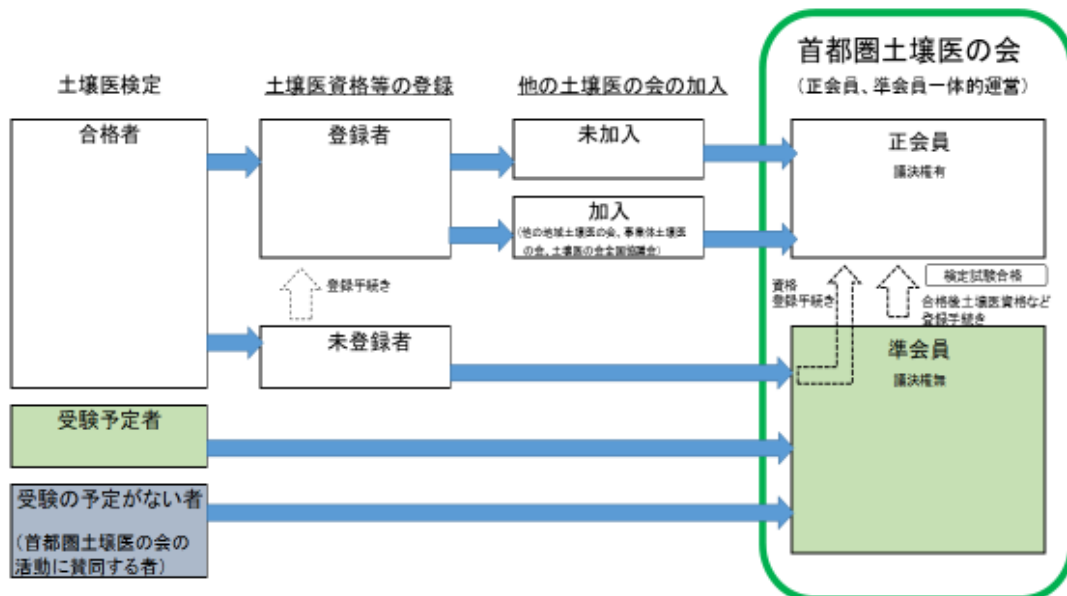 首都圏土壌医の会
(正会員、準会員一体的運営)
土壌医検定
土壌医資格等の登録
他の土壌医の会の加入
合格者
登録者
未加入
正会員
議決権有
加入
(他の地域土壌医の会、事業体土壌医
の会、土壌医の会全国協議会)
登録手続き
資格
登録手続き
検定試験合格
合格後土壌医資格など
登録手続き
未登録者
準会員
議決権無
受験予定者
受験の予定がない者
(首都圏土壌医の会の
活動に賛同する者)